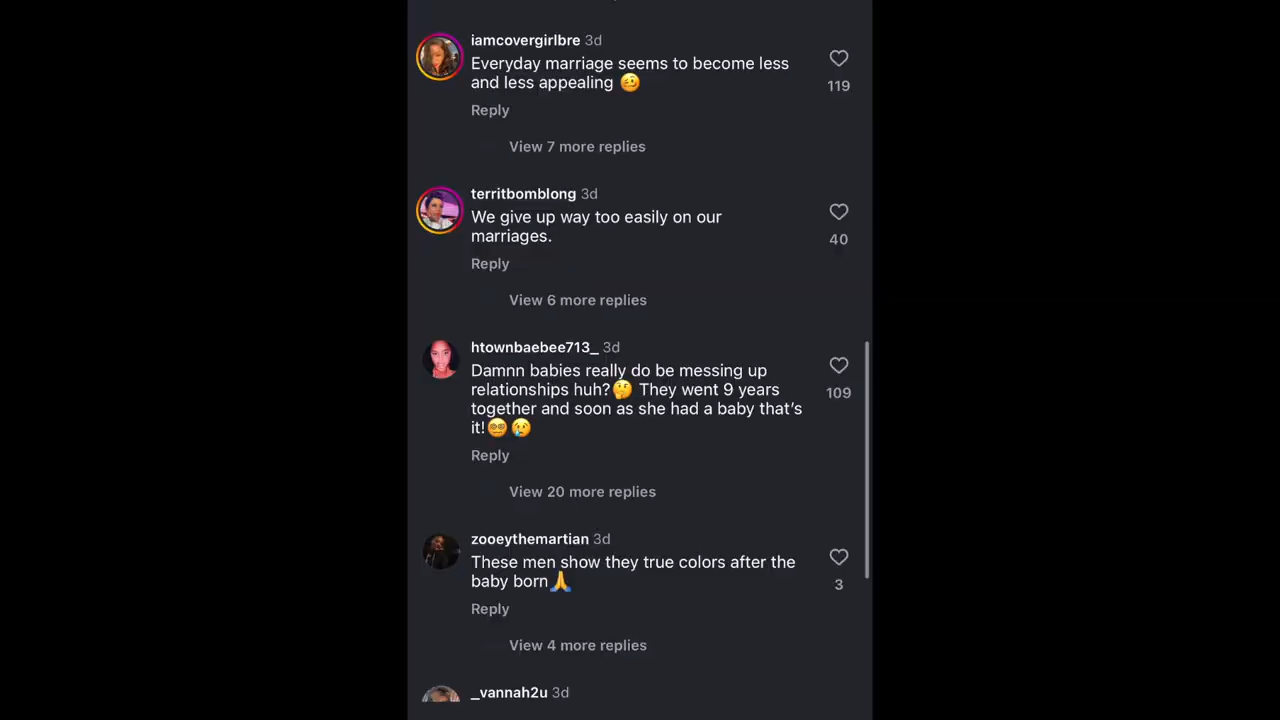 iamcovergirlbre 3d
Everyday marriage seems to become less
and less appealing 🥴
119
Reply
View 7 more replies
territbomblong 3d
We give up way too easily on our
marriages.
40
Reply
View 6 more replies
htownbaebee713_ 3d
Damnn babies really do be messing up
relationships huh?🤔 They went 9 years
together and soon as she had a baby that’s
it!😵‍💫😢
109
Reply
View 20 more replies
zooeythemartian 3d
These men show they true colors after the
baby born🙏
3
Reply
View 4 more replies
_vannah2u 3d